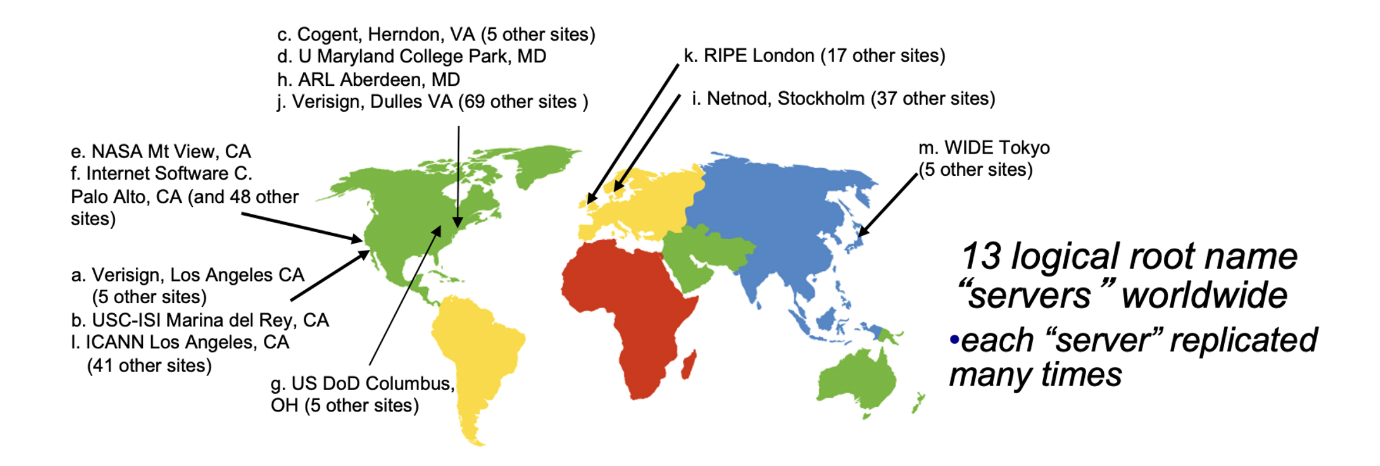 c. Cogent, Herndon, VA (5 other sites)
d. U Maryland College Park, MD
h. ARL Aberdeen, MD
j. Verisign, Dulles VA (69 other sites )
k. RIPE London (17 other sites)
i. Netnod, Stockholm (37 other sites)
m. WIDE Tokyo
(5 other sites)
e. NASA Mt View, CA
f. Internet Software C.
Palo Alto, CA (and 48 other
sites)
a. Verisign, Los Angeles CA
(5 other sites)
b. USC-ISI Marina del Rey, CA
l. ICANN Los Angeles, CA
(41 other sites)
g. US DoD Columbus,
OH (5 other sites)
13 logical root name
“servers ” worldwide
•each “server” replicated
many times